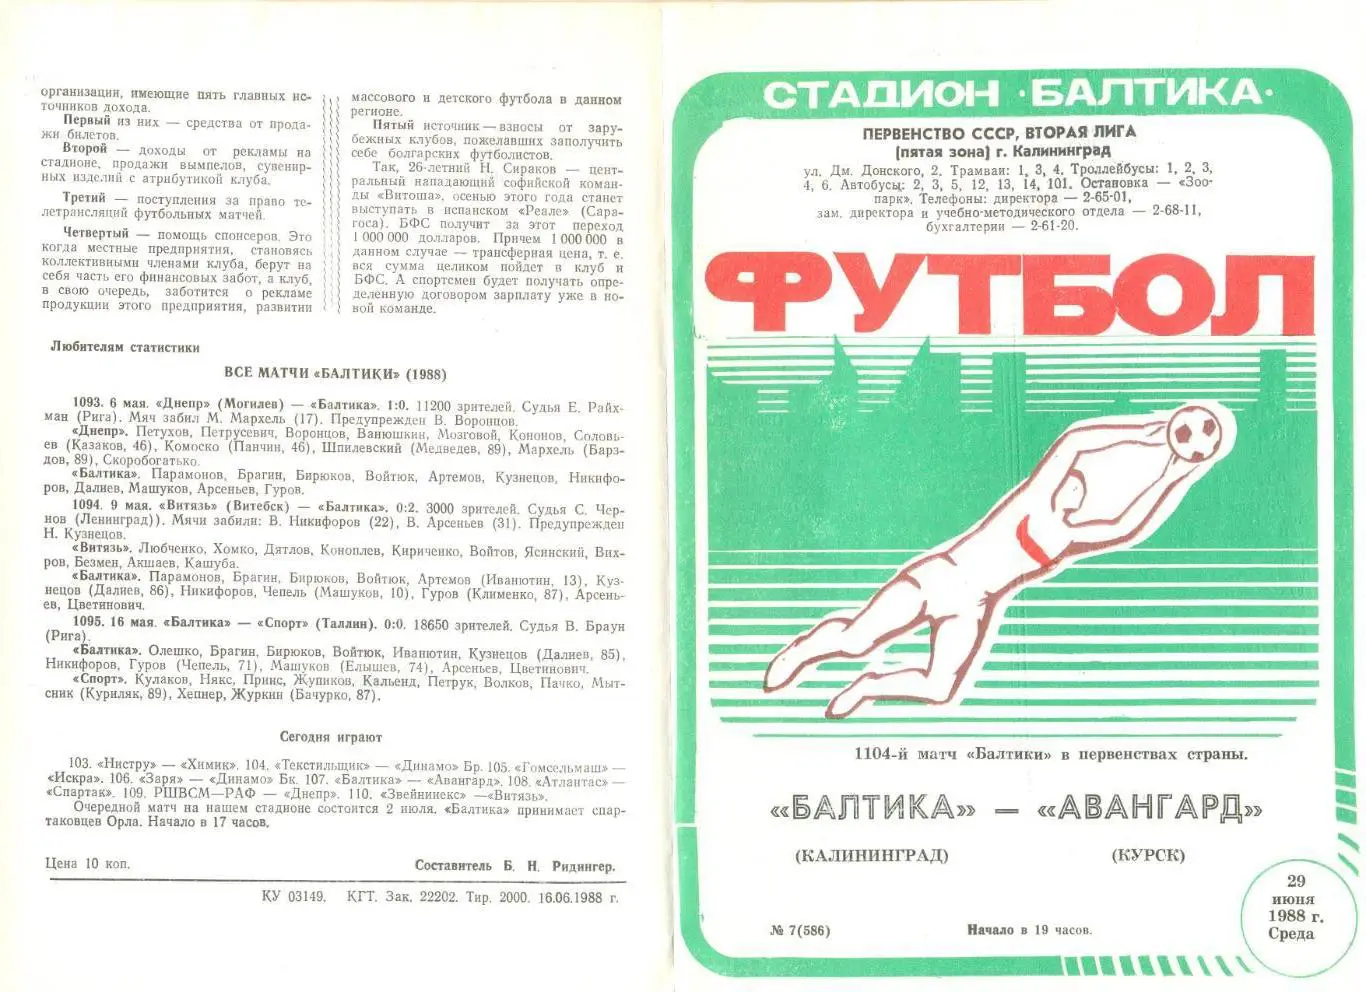 организации, имеющие пять главных ис-
точников дохода.
Первый из них — средства от прода-
жи билетов.
Второй — доходы от рекламы на
стадионе, продажи вымпелов, сувенир-
ных изделий с атрибутикой клуба.
Третий — поступления за право те-
летрансляций футбольных матчей.
Четвертый — помощь спонсеров. Это
когда местные предприятия, становясь
коллективными членами клуба, берут на
себя часть его финансовых забот, а клуб,
в свою очередь, заботится о рекламе
продукции этого предприятия, развитии
массового и детского футбола в данном
регионе.
Пятый источник — взносы от зару-
бежных клубов, пожелавших заполучить
себе болгарских футболистов.
Так, 26-летний Н. Сираков — цен-
тральный нападающий софийской коман-
ды «Витоша», осенью этого года станет
выступать в испанском «Реале» (Сара-
госа). БФС получит за этот переход
1 000 000 долларов. Причем 1 000 000 в
данном случае — трансферная цена, т. е.
вся сумма целиком пойдет в клуб и
БФС. А спортсмен будет получать опре-
деленную договором зарплату уже в но-
вой команде.
Любителям статистики
ВСЕ МАТЧИ «БАЛТИКИ» (1988)
1093. 6 мая. «Днепр» (Могилев) — «Балтика». 1:0. 11200 зрителей. Судья Е. Райх-
ман (Рига). Мяч забил М. Мархель (17). Предупрежден В. Воронцов.
«Днепр». Петухов, Петрусевич, Воронцов, Ванюшкин, Мозговой, Кононов, Соловь-
ев (Казаков, 46), Комоско (Панчин, 46), Шпилевский (Медведев, 89), Мархель (Барз-
дов, 89), Скоробогатько.
«Балтика». Парамонов, Брагин, Бирюков, Войтюк, Артемов, Кузнецов, Никифо-
ров, Далиев, Машуков, Арсеньев, Гуров.
1094. 9 мая. «Витязь» (Витебск) — «Балтика». 0:2. 3000 зрителей. Судья С. Чер-
нов (Ленинград)). Мячи забили: В. Никифоров (22), В. Арсеньев (31). Предупрежден
Н. Кузнецов.
«Витязь». Любченко, Хомко, Дятлов, Коноплев, Кириченко, Войтов, Ясинский, Вих-
ров, Безмен, Акшаев, Кашуба.
«Балтика». Парамонов, Брагин, Бирюков, Войтюк, Артемов (Иванютин, 13), Куз-
нецов (Далиев, 86), Никифоров, Чепель (Машуков, 10), Гуров (Клименко, 87), Арсень-
ев, Цветинович.
1095. 16 мая. «Балтика» — «Спорт» (Таллин). 0:0. 18650 зрителей. Судья В. Браун
(Рига).
«Балтика». Олешко, Брагин, Бирюков, Войтюк, Иванютин, Кузнецов (Далиев, 85),
Никифоров, Гуров (Чепель, 71), Машуков (Елышев, 74), Арсеньев, Цветинович.
«Спорт». Кулаков, Някс, Принс, Жупиков, Кальенд, Петрук, Волков, Пачко, Мыт-
сник (Куриляк, 89), Хепнер, Журкин (Бачурко, 87).
Сегодня играют
103. «Нистру» — «Химик». 104. «Текстильщик» — «Динамо» Бр. 105. «Гомсельмаш» —
«Искра». 106. «Заря» — «Динамо» Бк. 107. «Балтика» — «Авангард». 108. «Атлантас» —
«Спартак». 109. РШВСМ—РАФ — «Днепр». 110. «Звейниекс» —«Витязь».
Очередной матч на нашем стадионе состоится 2 июля. «Балтика» принимает спар-
таковцев Орла. Начало в 17 часов.
Цена 10 коп.
Составитель Б. Н. Ридингер.
КУ 03149. КГТ. Зак. 22202. Тир. 2000. 16.06.1988 г.
СТАДИОН · БАЛТИКА ·
ПЕРВЕНСТВО СССР, ВТОРАЯ ЛИГА
(пятая зона) г. Калининград
ул. Дм. Донского, 2. Трамваи: 1, 3, 4. Троллейбусы: 1, 2, 3,
4, 6. Автобусы: 2, 3, 5, 12, 13, 14, 101. Остановка — «Зоо-
парк». Телефоны: директора — 2-65-01,
зам. директора и учебно-методического отдела — 2-68-11,
бухгалтерии — 2-61-20.
ФУТБОЛ
1104-й матч «Балтики» в первенствах страны.
«БАЛТИКА» — «АВАНГАРД»
(КАЛИНИНГРАД)
(КУРСК)
29
июня
1988 г.
Среда
№ 7(586)
Начало в 19 часов.